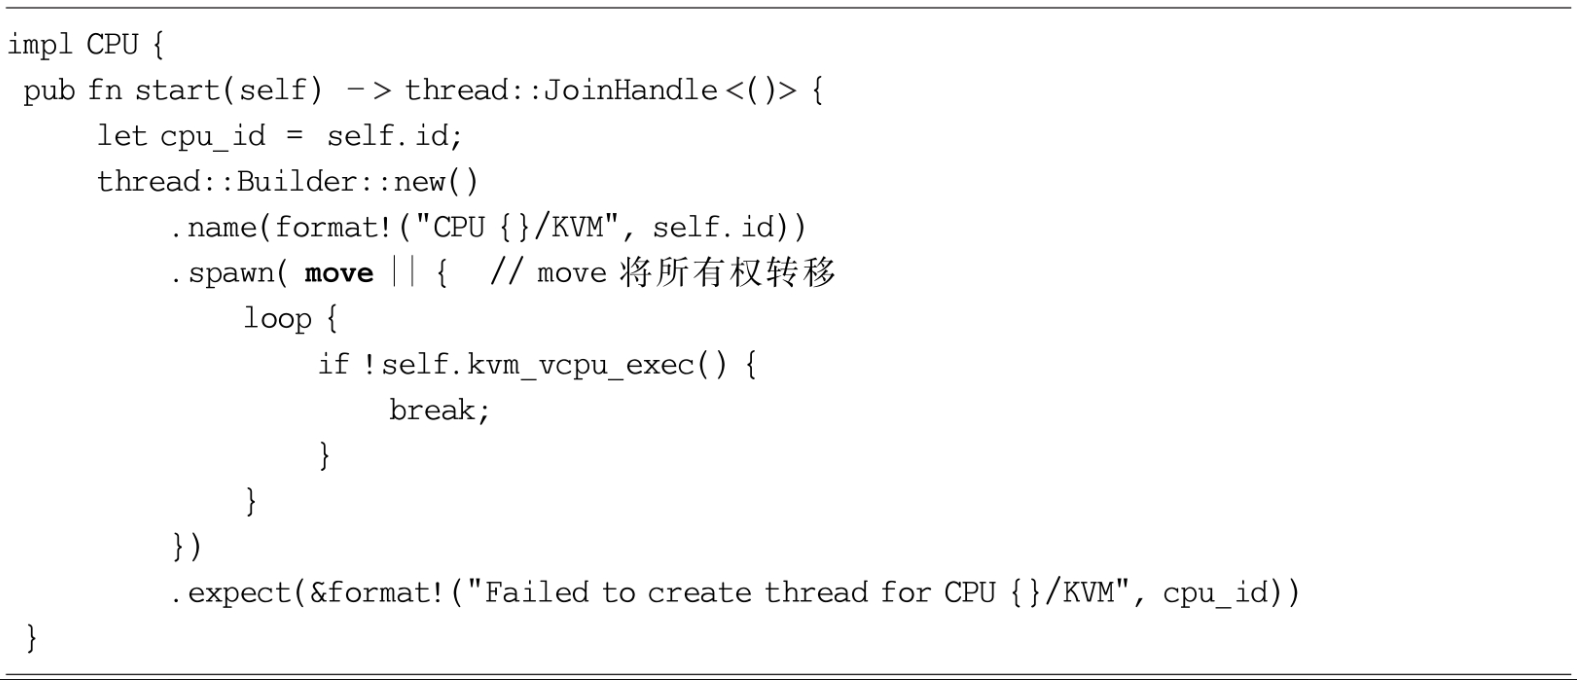 impl CPU {
 pub fn start(self) -> thread::JoinHandle<()> {
     let cpu_id = self.id;
     thread::Builder::new()
         .name(format!("CPU {}/KVM", self.id))
         .spawn( move || {  // move 将所有权转移
             loop {
                 if !self.kvm_vcpu_exec() {
                     break;
                 }
             }
         })
         .expect(&format!("Failed to create thread for CPU {}/KVM", cpu_id))
 }